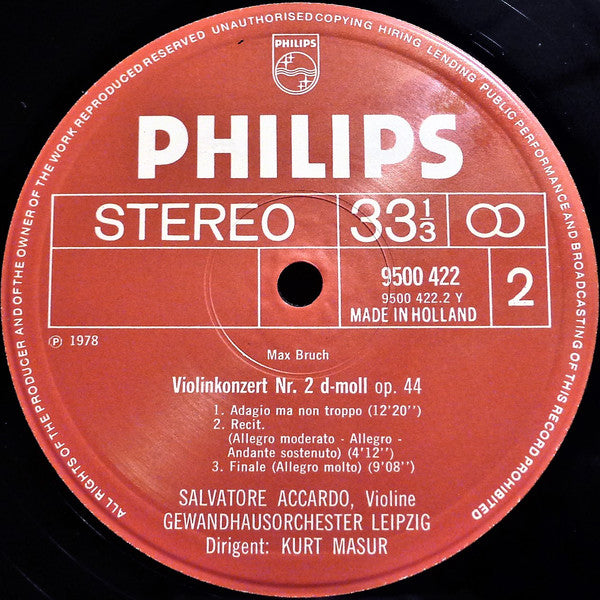 ALL RIGHTS OF THE PRODUCER AND OF THE OWNER OF THE WORK REPRODUCED RESERVED UNAUTHORISED COPYING HIRING, LENDING, PUBLIC PERFORMANCE AND BROADCASTING OF THIS RECORD PROHIBITED
PHILIPS
PHILIPS
STEREO 33 1/3
9500 422
9500 422.2 Y
MADE IN HOLLAND
2
Ⓟ 1978
Max Bruch
Violinkonzert Nr. 2 d-moll op. 44
1. Adagio ma non troppo (12'20'')
2. Recit.
(Allegro moderato - Allegro -
Andante sostenuto) (4'12'')
3. Finale (Allegro molto) (9'08'')
SALVATORE ACCARDO, Violine
GEWANDHAUSORCHESTER LEIPZIG
Dirigent: KURT MASUR